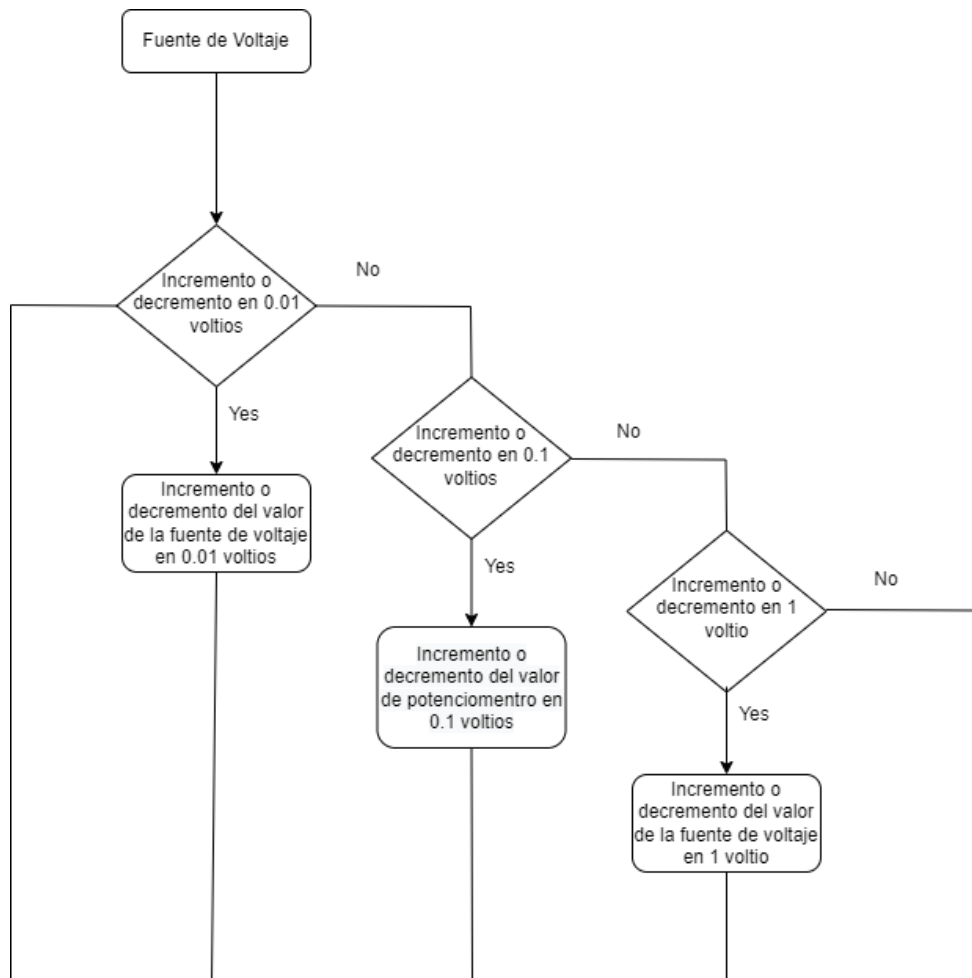 Fuente de Voltaje
Incremento o
decremento en 0.01
voltios
No
Yes
Incremento o
decremento del valor
de la fuente de voltaje
en 0.01 voltios
Incremento o
decremento en 0.1
voltios
No
Yes
Incremento o
decremento del valor
de potenciomentro en
0.1 voltios
Incremento o
decremento en 1
voltio
No
Yes
Incremento o
decremento del valor
de la fuente de voltaje
en 1 voltio